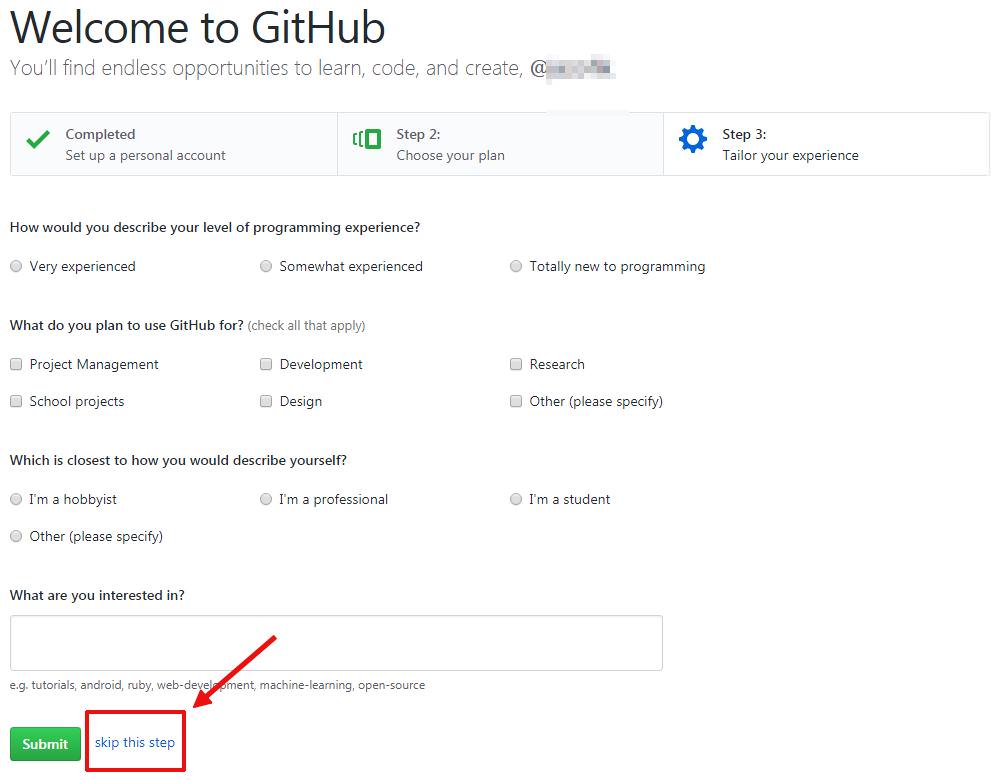 Welcome to GitHub
You’ll find endless opportunities to learn, code, and create, @
Completed
Set up a personal account
Step 2:
Choose your plan
Step 3:
Tailor your experience
How would you describe your level of programming experience?
Very experienced Somewhat experienced Totally new to programming
What do you plan to use GitHub for? (check all that apply)
Project Management Development Research
School projects Design Other (please specify)
Which is closest to how you would describe yourself?
I'm a hobbyist I'm a professional I'm a student
Other (please specify)
What are you interested in?
e.g. tutorials, android, ruby, web-development, machine-learning, open-source
Submit skip this step